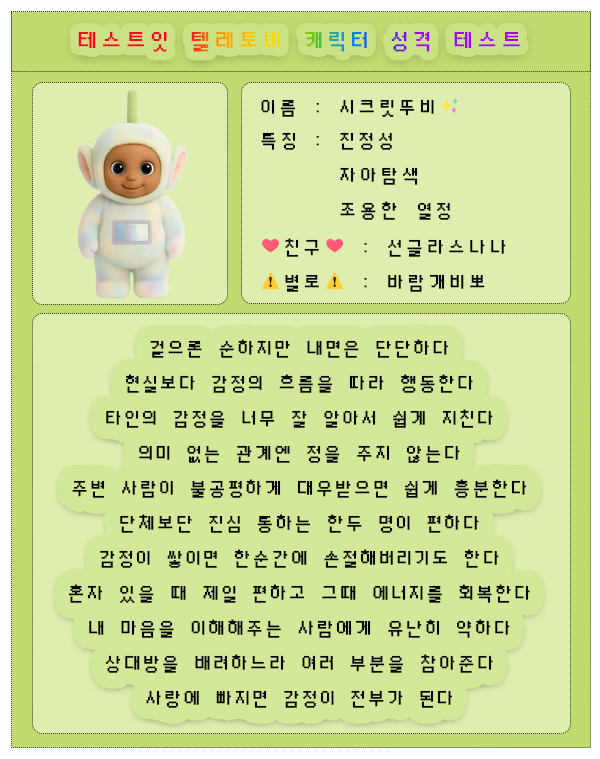 테스트잇 텔레토비 캐릭터 성격 테스트
이름 : 시크릿뚜비✨
특징 : 진정성
자아탐색
조용한 열정
❤친구❤ : 선글라스나나
⚠별로⚠ : 바람개비뽀
겉으론 순하지만 내면은 단단하다
현실보다 감정의 흐름을 따라 행동한다
타인의 감정을 너무 잘 알아서 쉽게 지친다
의미 없는 관계엔 정을 주지 않는다
주변 사람이 불공평하게 대우받으면 쉽게 흥분한다
단체보단 진심 통하는 한두 명이 편하다
감정이 쌓이면 한순간에 손절해버리기도 한다
혼자 있을 때 제일 편하고 그때 에너지를 회복한다
내 마음을 이해해주는 사람에게 유난히 약하다
상대방을 배려하느라 여러 부분을 참아준다
사랑에 빠지면 감정이 전부가 된다